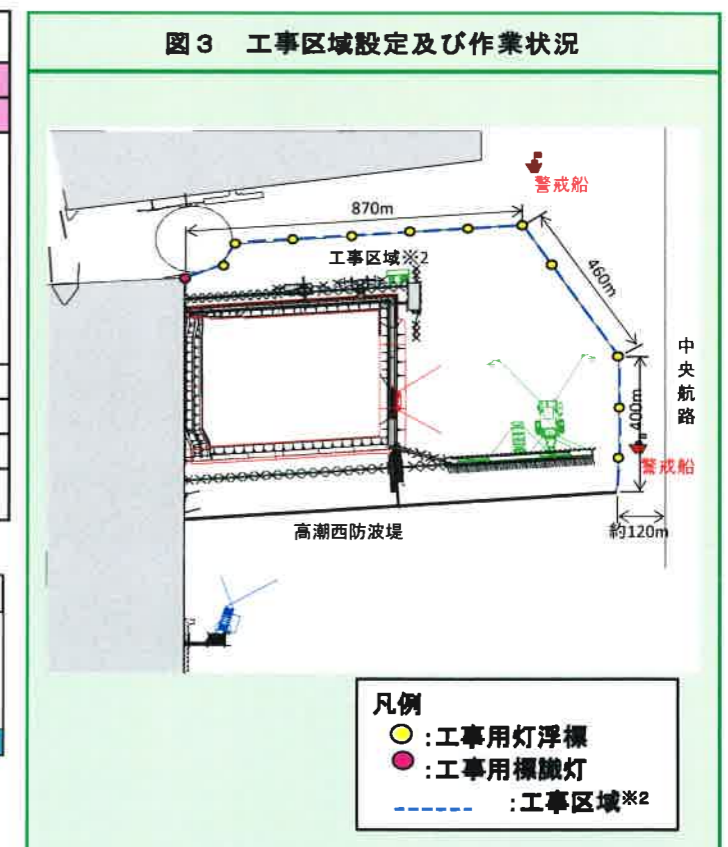 図3 工事区域設定及び作業状況
警戒船
870m
工事区域※2
460m
中央航路
400m
警戒船
高潮西防波堤
約120m
凡例
:工事用灯浮標
:工事用標識灯
:工事区域※2